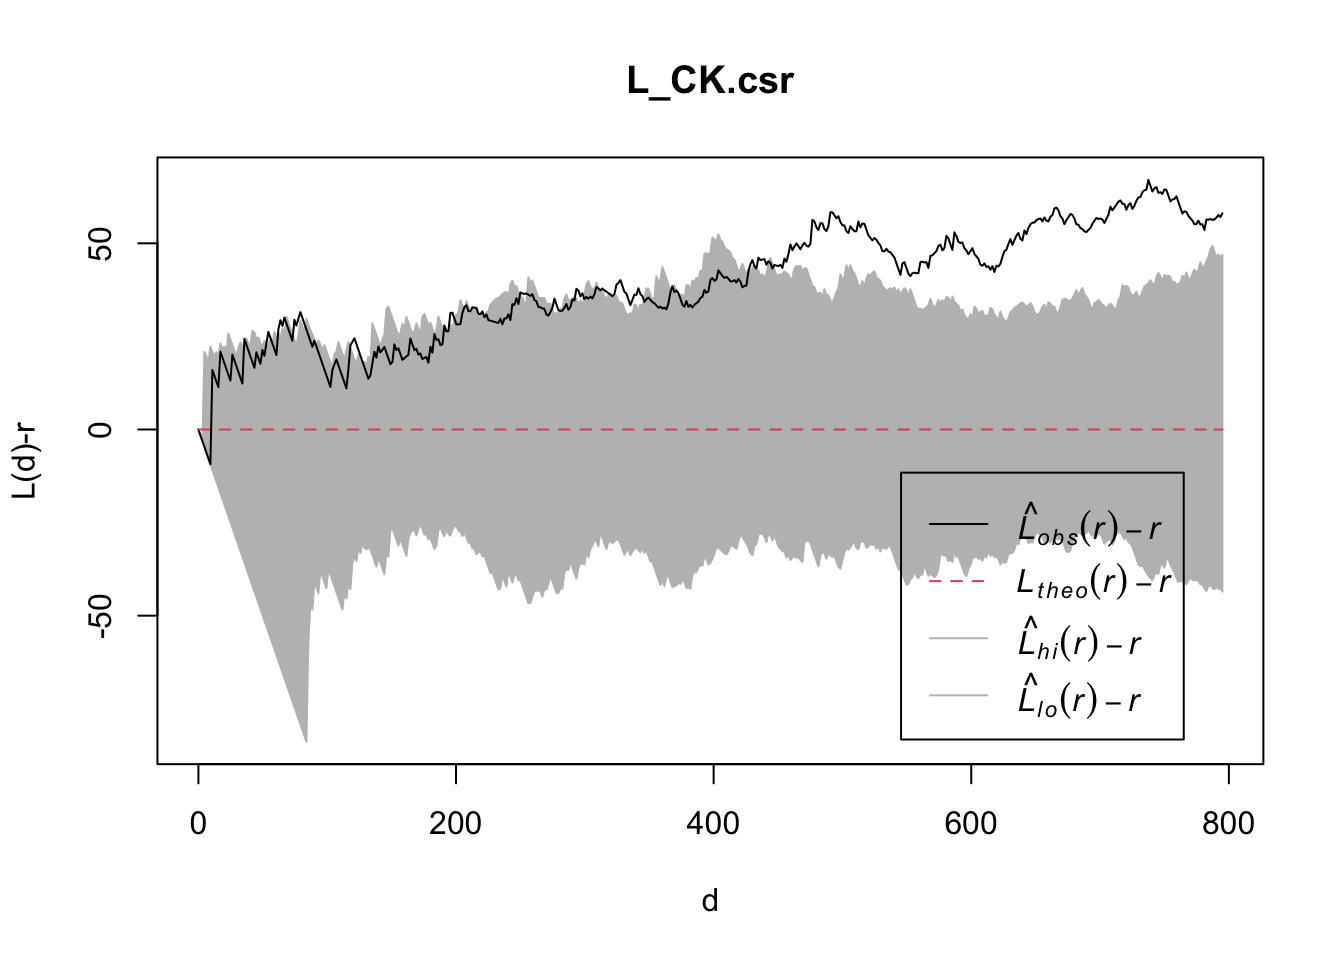 L_CK.csr
L(d)-r
50
0
-50
L̂obs(r) − r
Ltheo(r) − r
L̂hi(r) − r
L̂lo(r) − r
0 200 400 600 800
d